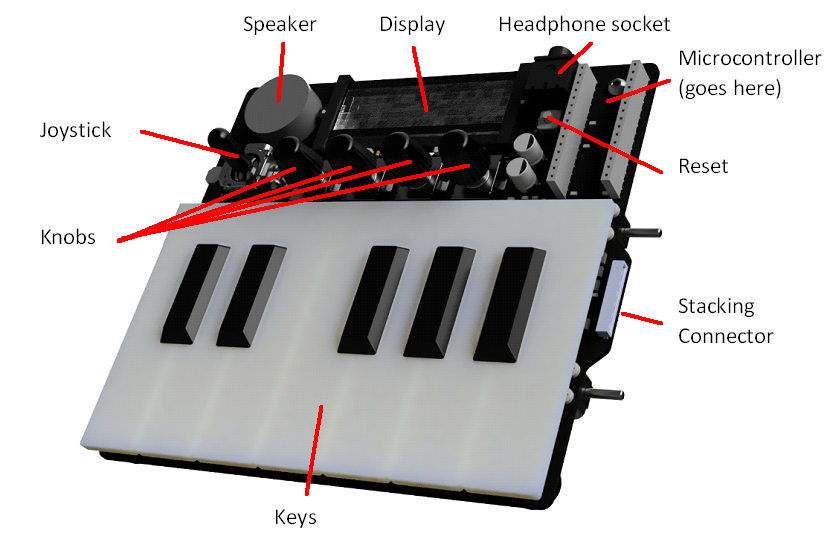 Speaker
Display
Headphone socket
Microcontroller
(goes here)
Joystick
Reset
Knobs
Stacking
Connector
Keys